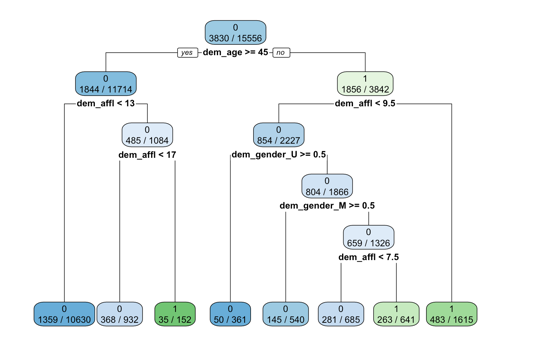 0
3830 / 15556
yes dem_age >= 45 no
0
1844 / 11714
dem_affl < 13
1
1856 / 3842
dem_affl < 9.5
0
485 / 1084
dem_affl < 17
0
854 / 2227
dem_gender_U >= 0.5
0
804 / 1866
dem_gender_M >= 0.5
0
659 / 1326
dem_affl < 7.5
0
1359 / 10630
0
368 / 932
1
35 / 152
0
50 / 361
0
145 / 540
0
281 / 685
1
263 / 641
1
483 / 1615